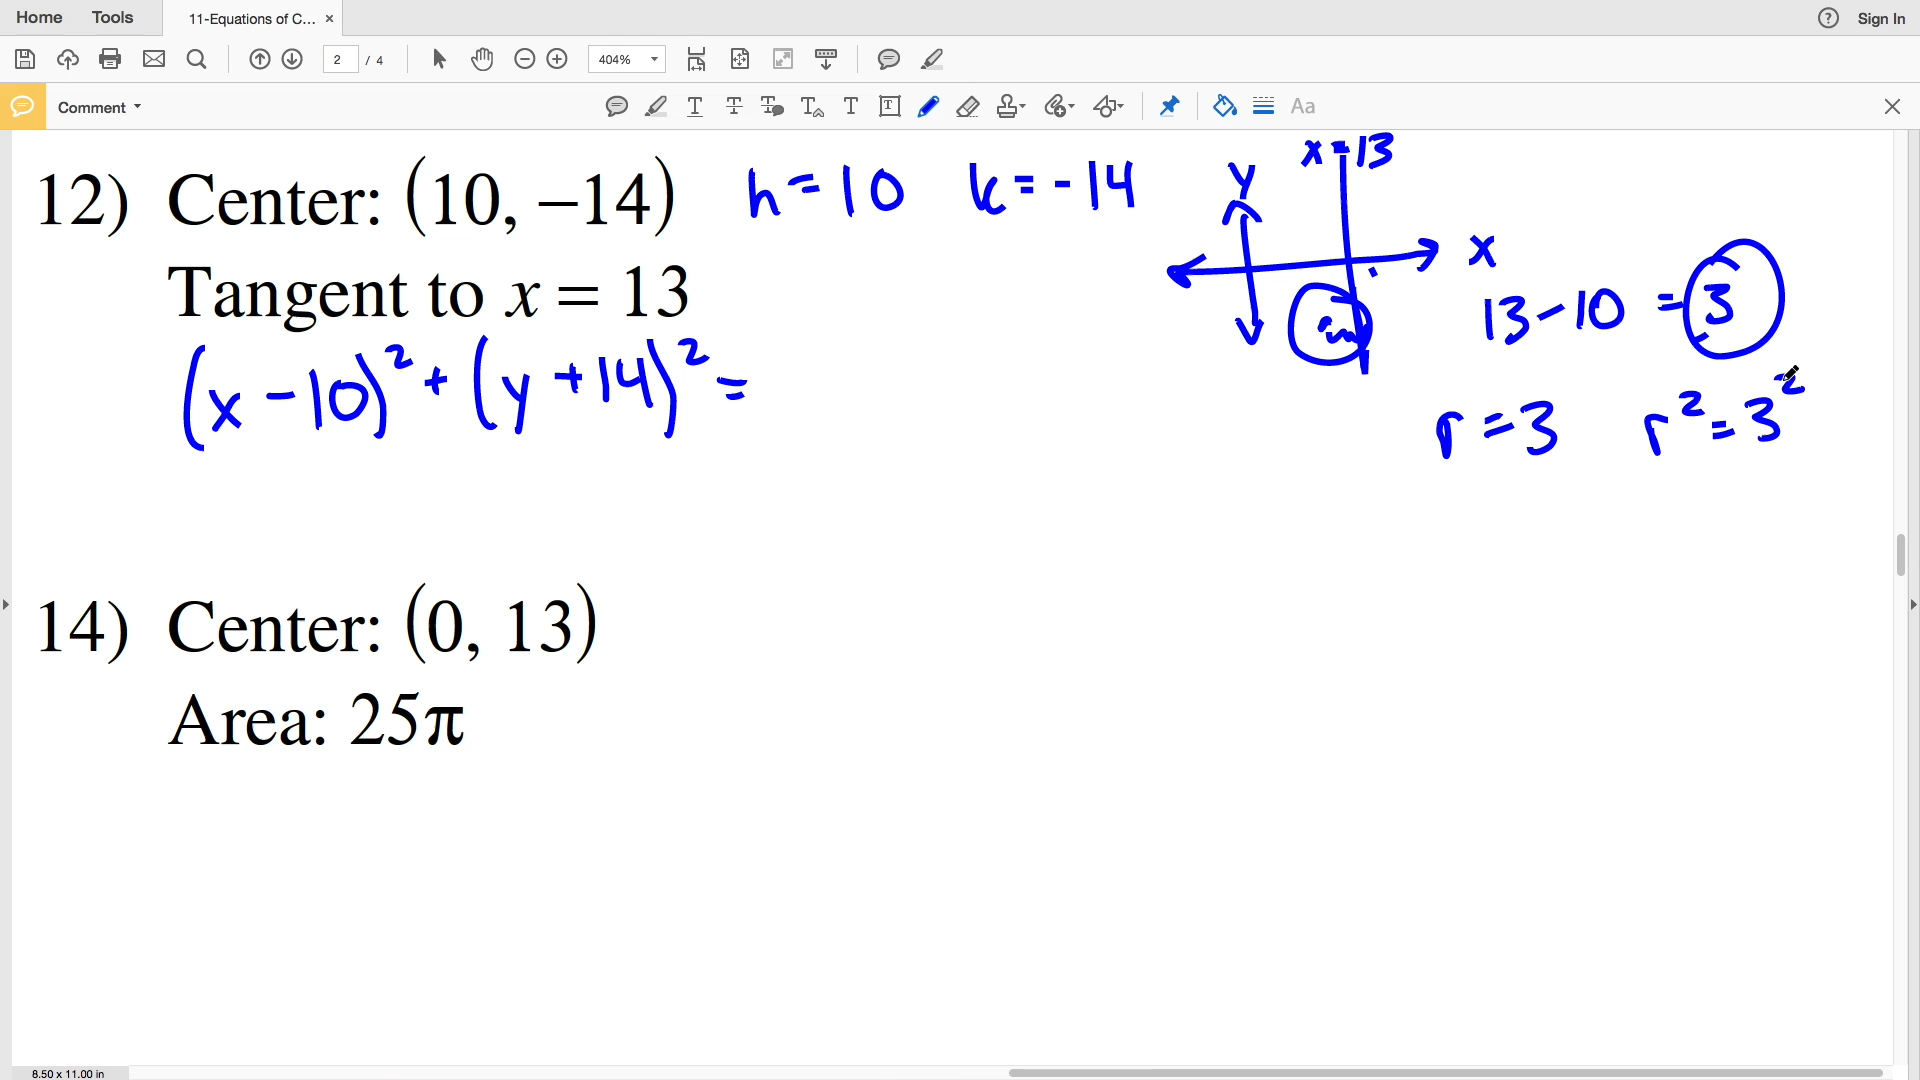 Home Tools 11-Equations of C... × Sign In
2 / 4 404%
Comment Aa
12) Center: (10, −14) h = 10 k = -14
Tangent to x = 13
(x - 10)² + (y + 14)² =
x = 13
y
x
13 - 10 = 3
r = 3 r² = 3²
14) Center: (0, 13)
Area: 25π
8.50 x 11.00 in